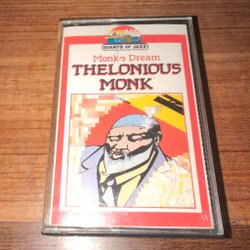 GIANTS OF JAZZ
Monk's Dream
THELONIOUS
MONK